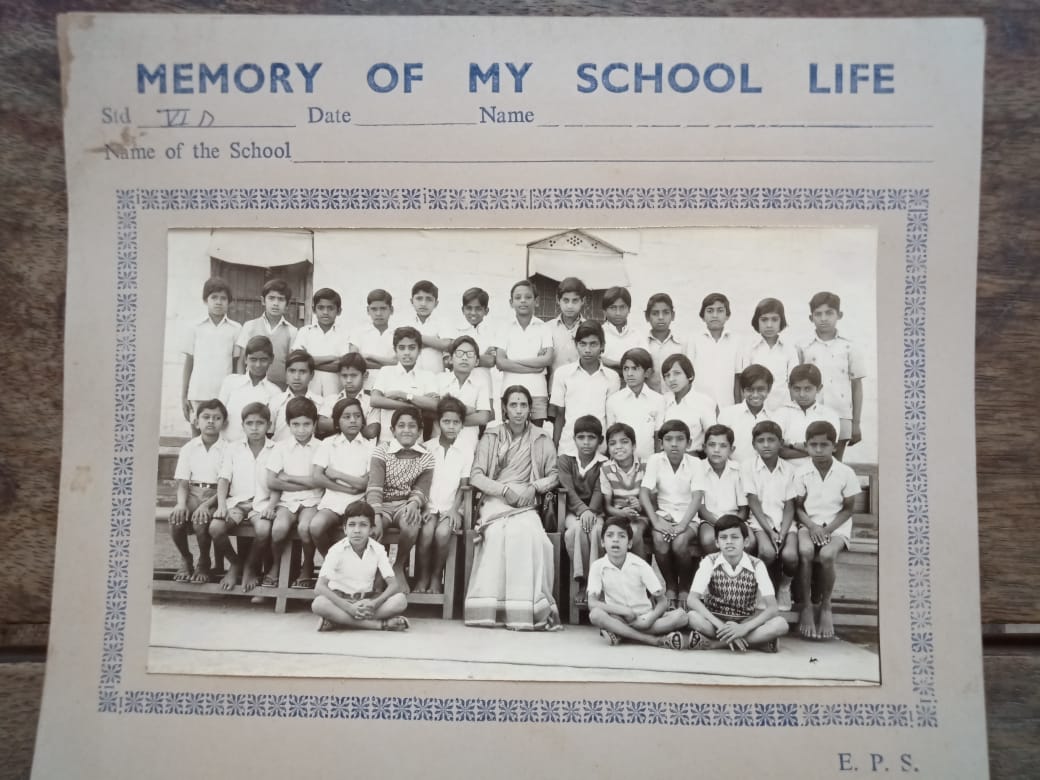 MEMORY OF MY SCHOOL LIFE
Std VI D Date Name
Name of the School
E. P. S.